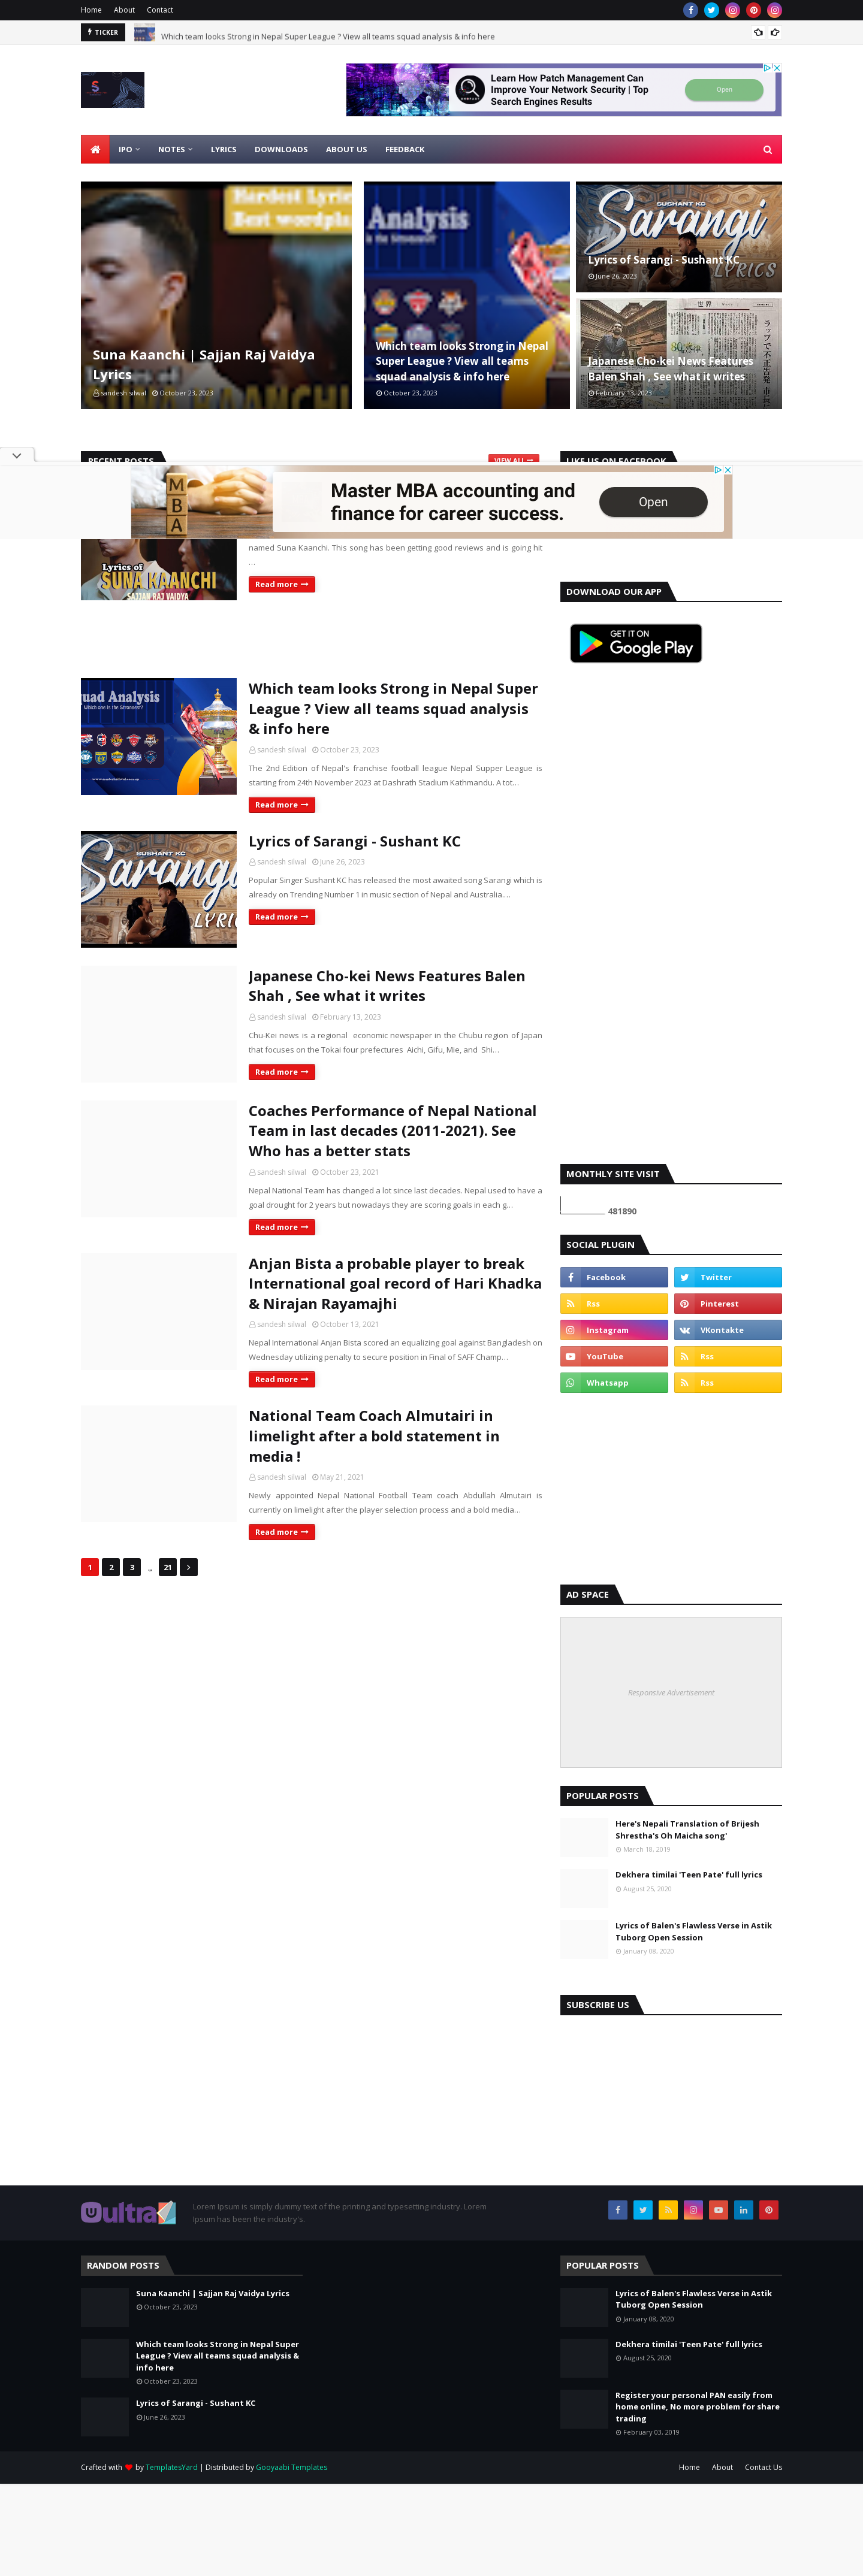 Home About Contact
TICKER
Which team looks Strong in Nepal Super League ? View all teams squad analysis & info here
Learn How Patch Management Can
Improve Your Network Security | Top
Search Engines Results
Open
IPO NOTES LYRICS DOWNLOADS ABOUT US FEEDBACK
Hardest Lyric
Best wordpla
Suna Kaanchi | Sajjan Raj Vaidya
Lyrics
sandesh silwal October 23, 2023
Analysis
Which team looks Strong in Nepal
Super League ? View all teams
squad analysis & info here
October 23, 2023
SUSHANT KC
Sarangi
LYRICS
Lyrics of Sarangi - Sushant KC
June 26, 2023
Japanese Cho-kei News Features
Balen Shah , See what it writes
February 13, 2023
RECENT POSTS
VIEW ALL
LIKE US ON FACEBOOK
MBA
Master MBA accounting and
finance for career success.
Open
named Suna Kaanchi. This song has been getting good reviews and is going hit
…
Read more
Lyrics of
SUNA KAANCHI
SAJJAN RAJ VAIDYA
DOWNLOAD OUR APP
GET IT ON
Google Play
uad Analysis
Which team looks Strong in Nepal Super
League ? View all teams squad analysis
& info here
sandesh silwal October 23, 2023
The 2nd Edition of Nepal's franchise football league Nepal Supper League is
starting from 24th November 2023 at Dashrath Stadium Kathmandu. A tot…
Read more
SUSHANT KC
Sarangi
LYRIC
Lyrics of Sarangi - Sushant KC
sandesh silwal June 26, 2023
Popular Singer Sushant KC has released the most awaited song Sarangi which is
already on Trending Number 1 in music section of Nepal and Australia.…
Read more
Japanese Cho-kei News Features Balen
Shah , See what it writes
sandesh silwal February 13, 2023
Chu-Kei news is a regional economic newspaper in the Chubu region of Japan
that focuses on the Tokai four prefectures Aichi, Gifu, Mie, and Shi…
Read more
Coaches Performance of Nepal National
Team in last decades (2011-2021). See
Who has a better stats
sandesh silwal October 23, 2021
Nepal National Team has changed a lot since last decades. Nepal used to have a
goal drought for 2 years but nowadays they are scoring goals in each g…
Read more
Anjan Bista a probable player to break
International goal record of Hari Khadka
& Nirajan Rayamajhi
sandesh silwal October 13, 2021
Nepal International Anjan Bista scored an equalizing goal against Bangladesh on
Wednesday utilizing penalty to secure position in Final of SAFF Champ…
Read more
National Team Coach Almutairi in
limelight after a bold statement in
media !
sandesh silwal May 21, 2021
Newly appointed Nepal National Football Team coach Abdullah Almutairi is
currently on limelight after the player selection process and a bold media…
Read more
1 2 3 ... 21
MONTHLY SITE VISIT
481890
SOCIAL PLUGIN
Facebook Twitter
Rss Pinterest
Instagram VKontakte
YouTube Rss
Whatsapp Rss
AD SPACE
Responsive Advertisement
POPULAR POSTS
Here's Nepali Translation of Brijesh
Shrestha's Oh Maicha song'
March 18, 2019
Dekhera timilai 'Teen Pate' full lyrics
August 25, 2020
Lyrics of Balen's Flawless Verse in Astik
Tuborg Open Session
January 08, 2020
SUBSCRIBE US
ultra
Lorem Ipsum is simply dummy text of the printing and typesetting industry. Lorem
Ipsum has been the industry's.
RANDOM POSTS
Suna Kaanchi | Sajjan Raj Vaidya Lyrics
October 23, 2023
Which team looks Strong in Nepal Super
League ? View all teams squad analysis &
info here
October 23, 2023
Lyrics of Sarangi - Sushant KC
June 26, 2023
POPULAR POSTS
Lyrics of Balen's Flawless Verse in Astik
Tuborg Open Session
January 08, 2020
Dekhera timilai 'Teen Pate' full lyrics
August 25, 2020
Register your personal PAN easily from
home online, No more problem for share
trading
February 03, 2019
Crafted with by TemplatesYard | Distributed by Gooyaabi Templates
Home About Contact Us